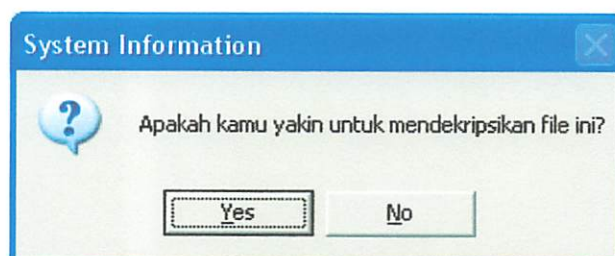 System Information
Apakah kamu yakin untuk mendekripsikan file ini?
Yes
No